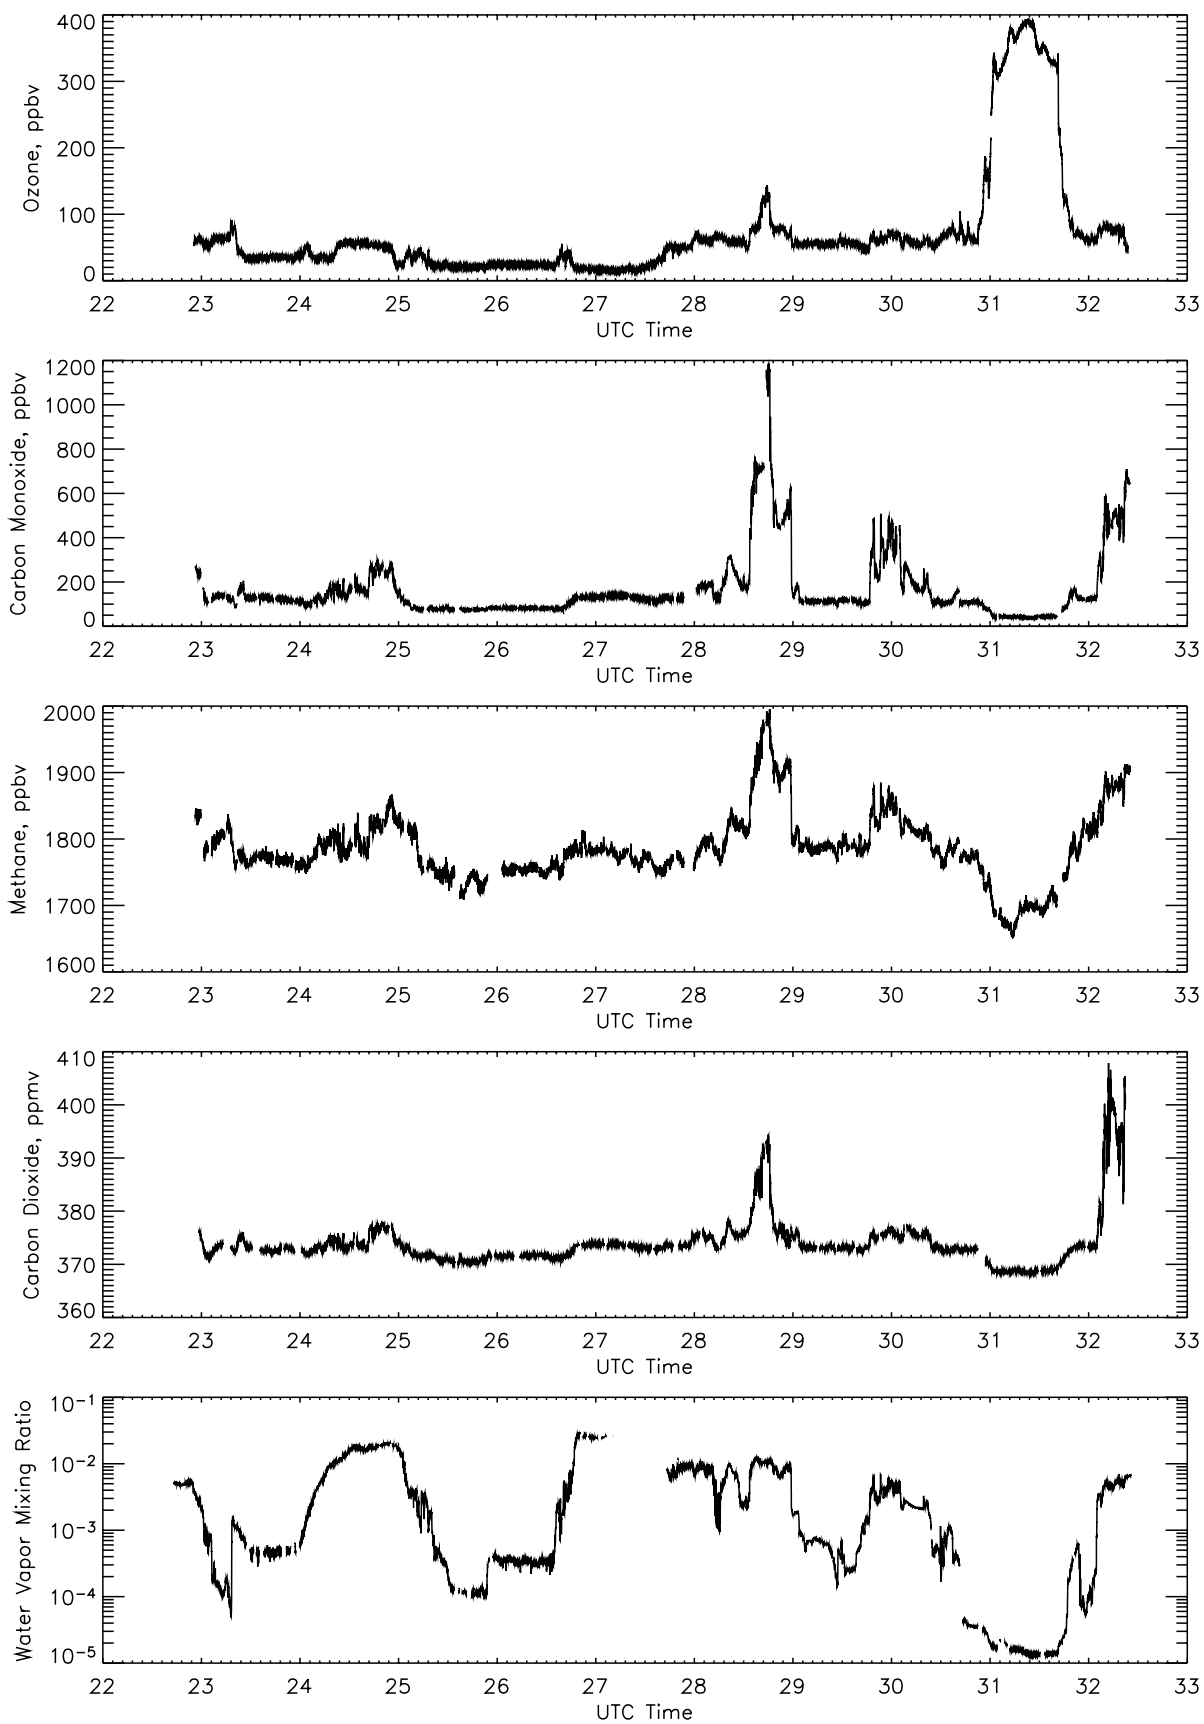 Ozone, ppbv
400
300
200
100
0
22 23 24 25 26 27 28 29 30 31 32 33
UTC Time
Carbon Monoxide, ppbv
1200
1000
800
600
400
200
0
22 23 24 25 26 27 28 29 30 31 32 33
UTC Time
Methane, ppbv
2000
1900
1800
1700
1600
22 23 24 25 26 27 28 29 30 31 32 33
UTC Time
Carbon Dioxide, ppmv
410
400
390
380
370
360
22 23 24 25 26 27 28 29 30 31 32 33
UTC Time
Water Vapor Mixing Ratio
10⁻¹
10⁻²
10⁻³
10⁻⁴
10⁻⁵
22 23 24 25 26 27 28 29 30 31 32 33
UTC Time